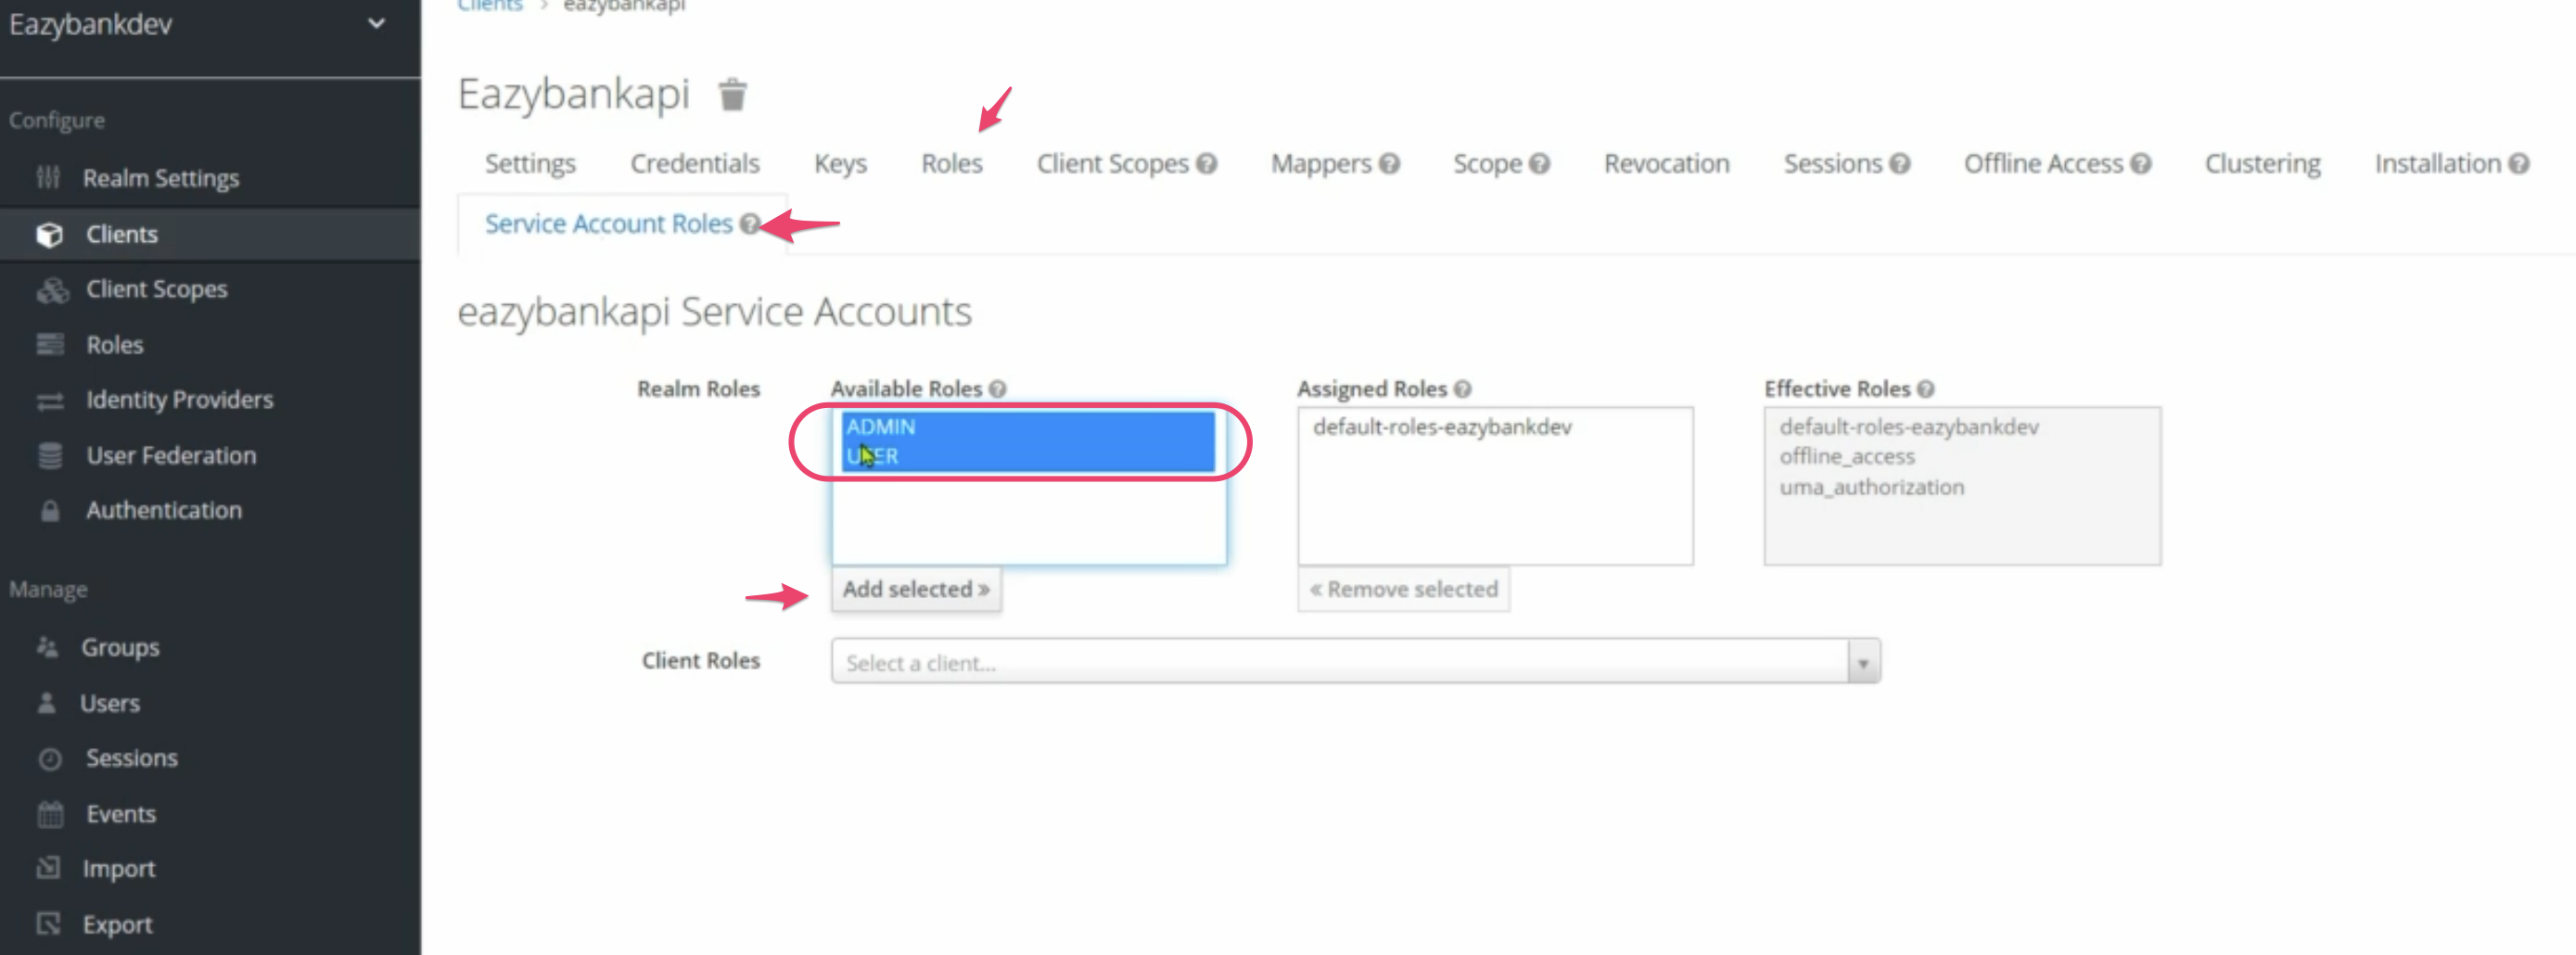 Eazybankdev
Configure
Realm Settings
Clients
Client Scopes
Roles
Identity Providers
User Federation
Authentication
Manage
Groups
Users
Sessions
Events
Import
Export
Clients > eazybankapi
Eazybankapi
Settings Credentials Keys Roles Client Scopes Mappers Scope Revocation Sessions Offline Access Clustering Installation
Service Account Roles
eazybankapi Service Accounts
Realm Roles
Available Roles
ADMIN
USER
Add selected »
Assigned Roles
default-roles-eazybankdev
« Remove selected
Effective Roles
default-roles-eazybankdev
offline_access
uma_authorization
Client Roles
Select a client...